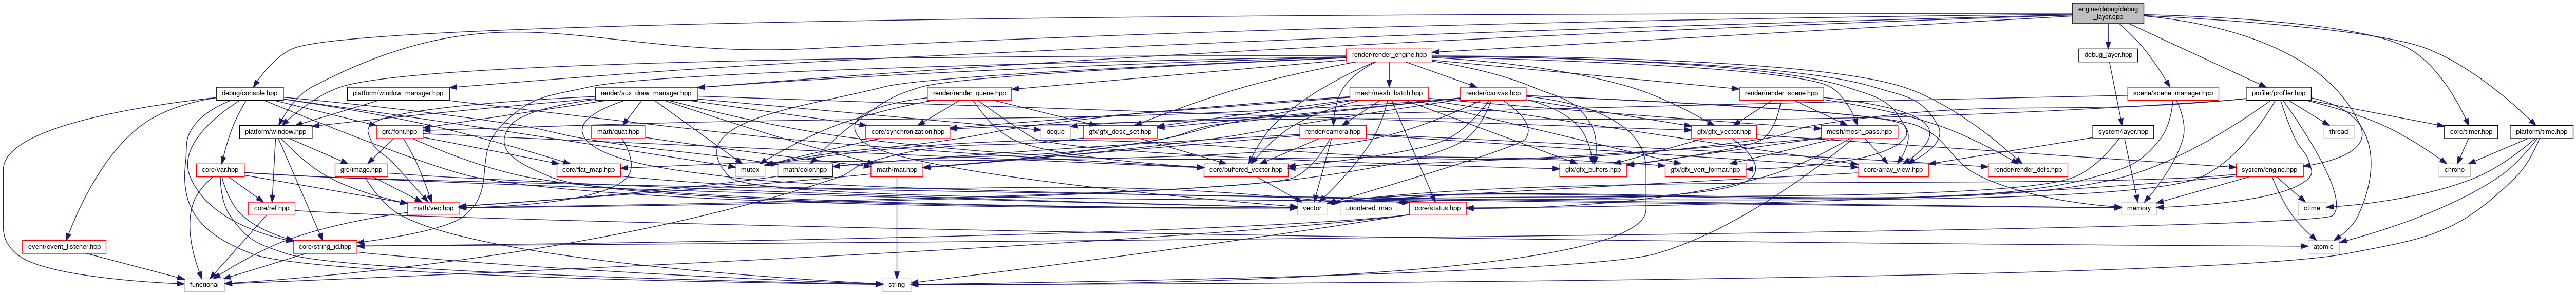 engine/debug/debug
_layer.cpp
render/render_engine.hpp
debug_layer.hpp
debug/console.hpp
platform/window_manager.hpp
render/aux_draw_manager.hpp
render/render_queue.hpp
mesh/mesh_batch.hpp
render/canvas.hpp
render/render_scene.hpp
scene/scene_manager.hpp
profiler/profiler.hpp
platform/window.hpp
grc/font.hpp
math/quat.hpp
core/synchronization.hpp
deque
gfx/gfx_desc_set.hpp
render/camera.hpp
gfx/gfx_vector.hpp
mesh/mesh_pass.hpp
system/layer.hpp
thread
core/timer.hpp
platform/time.hpp
core/var.hpp
grc/image.hpp
core/flat_map.hpp
mutex
math/color.hpp
math/mat.hpp
core/buffered_vector.hpp
gfx/gfx_buffers.hpp
gfx/gfx_vert_format.hpp
core/array_view.hpp
render/render_defs.hpp
system/engine.hpp
chrono
core/ref.hpp
math/vec.hpp
vector
unordered_map
core/status.hpp
memory
ctime
event/event_listener.hpp
core/string_id.hpp
atomic
functional
string